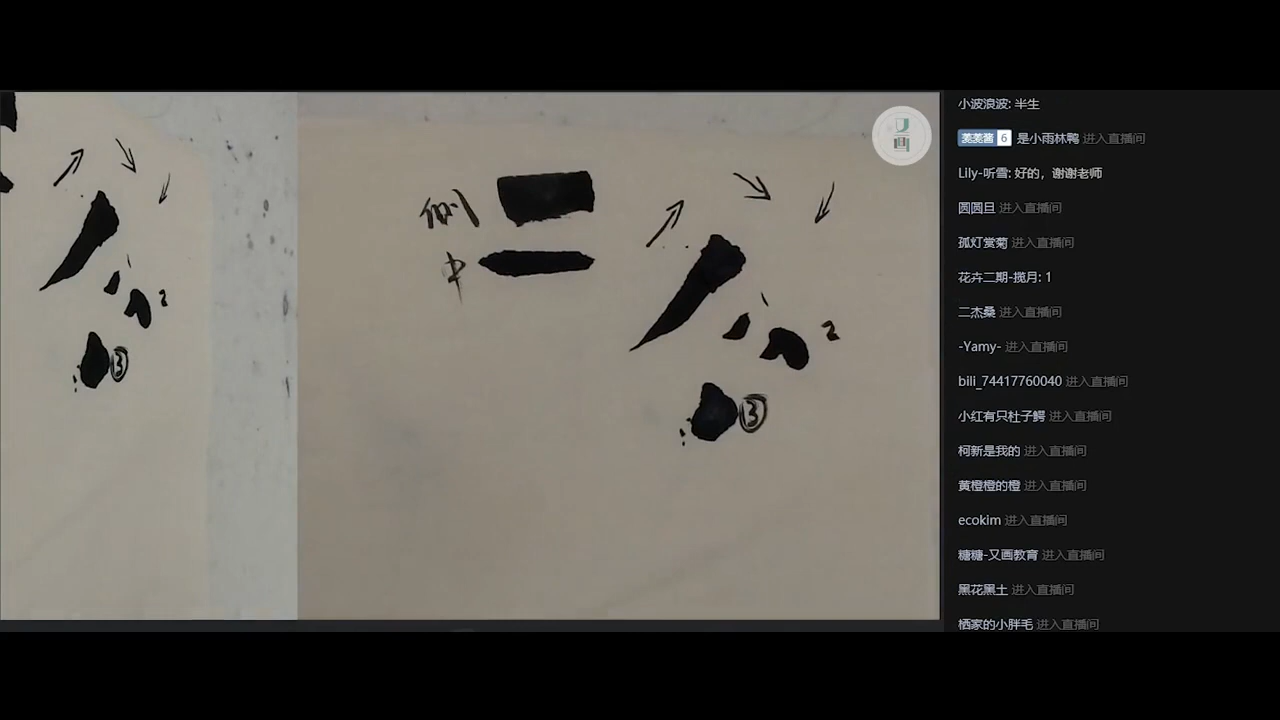 侧
中
2
3
2
3
又画
小波浪波: 半生
菱菱酱 6 是小雨林鸭 进入直播间
Lily-听雪: 好的，谢谢老师
圆圆旦 进入直播间
孤灯赏菊 进入直播间
花卉二期-揽月: 1
二杰桑 进入直播间
-Yamy- 进入直播间
bili_74417760040 进入直播间
小红有只杜子鳄 进入直播间
柯新是我的 进入直播间
黄橙橙的橙 进入直播间
ecokim 进入直播间
糖糖-又画教育 进入直播间
黑花黑土 进入直播间
栖家的小胖毛 进入直播间